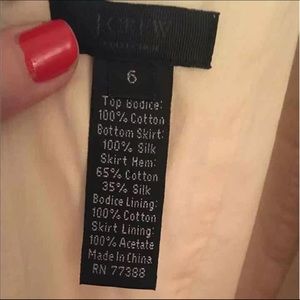 J.CREW
COLLECTION
6
Top Bodice:
100% Cotton
Bottom Skirt:
100% Silk
Skirt Hem:
65% Cotton
35% Silk
Bodice Lining:
100% Cotton
Skirt Lining:
100% Acetate
Made In China
RN 77388